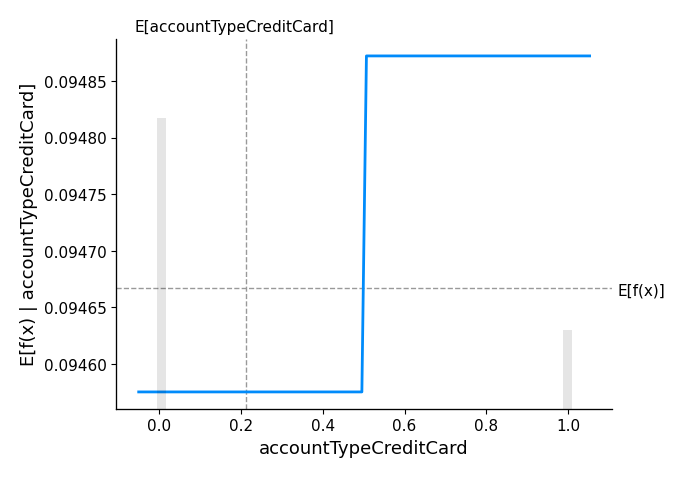 E[accountTypeCreditCard]
E[f(x) | accountTypeCreditCard]
0.09485
0.09480
0.09475
0.09470
0.09465
0.09460
E[f(x)]
0.0 0.2 0.4 0.6 0.8 1.0
accountTypeCreditCard